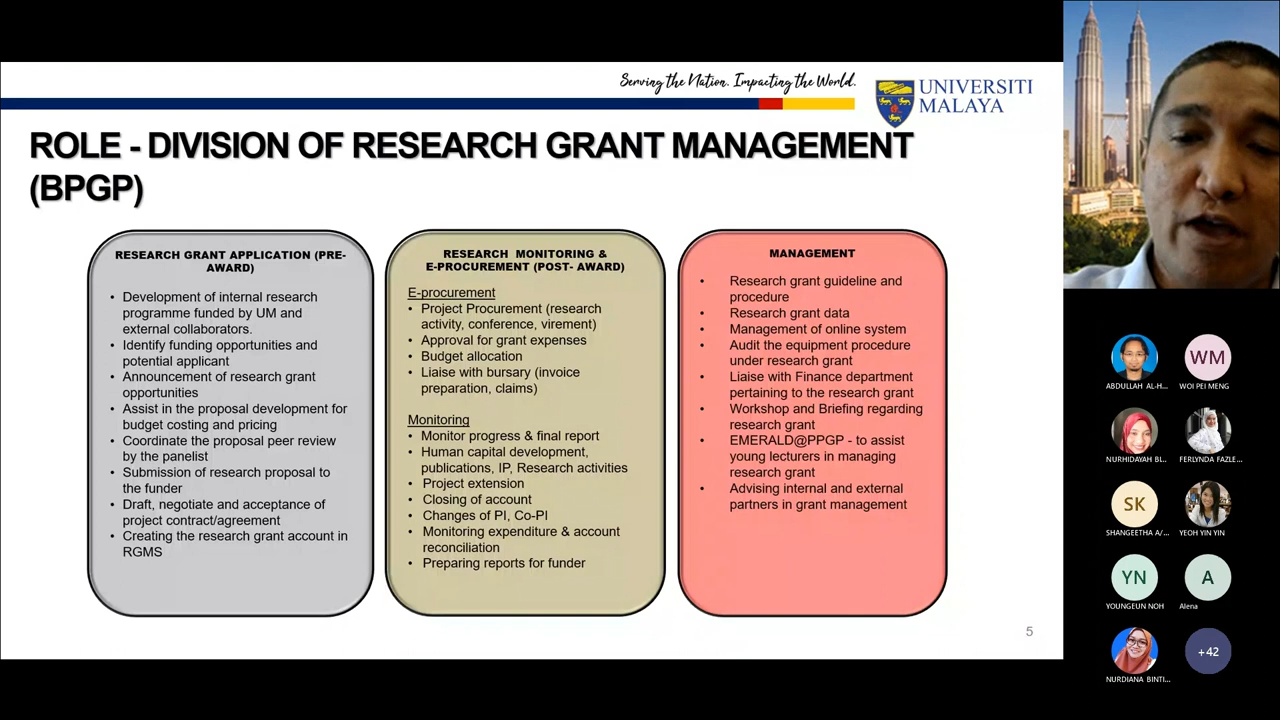 Serving the Nation. Impacting the World.
UNIVERSITI
MALAYA
ROLE - DIVISION OF RESEARCH GRANT MANAGEMENT
(BPGP)
RESEARCH GRANT APPLICATION (PRE-
AWARD)
• Development of internal research
programme funded by UM and
external collaborators.
• Identify funding opportunities and
potential applicant
• Announcement of research grant
opportunities
• Assist in the proposal development for
budget costing and pricing
• Coordinate the proposal peer review
by the panelist
• Submission of research proposal to
the funder
• Draft, negotiate and acceptance of
project contract/agreement
• Creating the research grant account in
RGMS
RESEARCH MONITORING &
E-PROCUREMENT (POST- AWARD)
E-procurement
• Project Procurement (research
activity, conference, virement)
• Approval for grant expenses
• Budget allocation
• Liaise with bursary (invoice
preparation, claims)
Monitoring
• Monitor progress & final report
• Human capital development,
publications, IP, Research activities
• Project extension
• Closing of account
• Changes of PI, Co-PI
• Monitoring expenditure & account
reconciliation
• Preparing reports for funder
MANAGEMENT
• Research grant guideline and
procedure
• Research grant data
• Management of online system
• Audit the equipment procedure
under research grant
• Liaise with Finance department
pertaining to the research grant
• Workshop and Briefing regarding
research grant
• EMERALD@PPGP - to assist
young lecturers in managing
research grant
• Advising internal and external
partners in grant management
5
ABDULLAH AL-H...
WM
WOI PEI MENG
NURHIDAYAH BI...
FERLYNDA FAZLE...
SK
SHANGEETHA A/...
YEOH YIN YIN
YN
YOUNGEUN NOH
A
Alena
NURDIANA BINTI...
+42